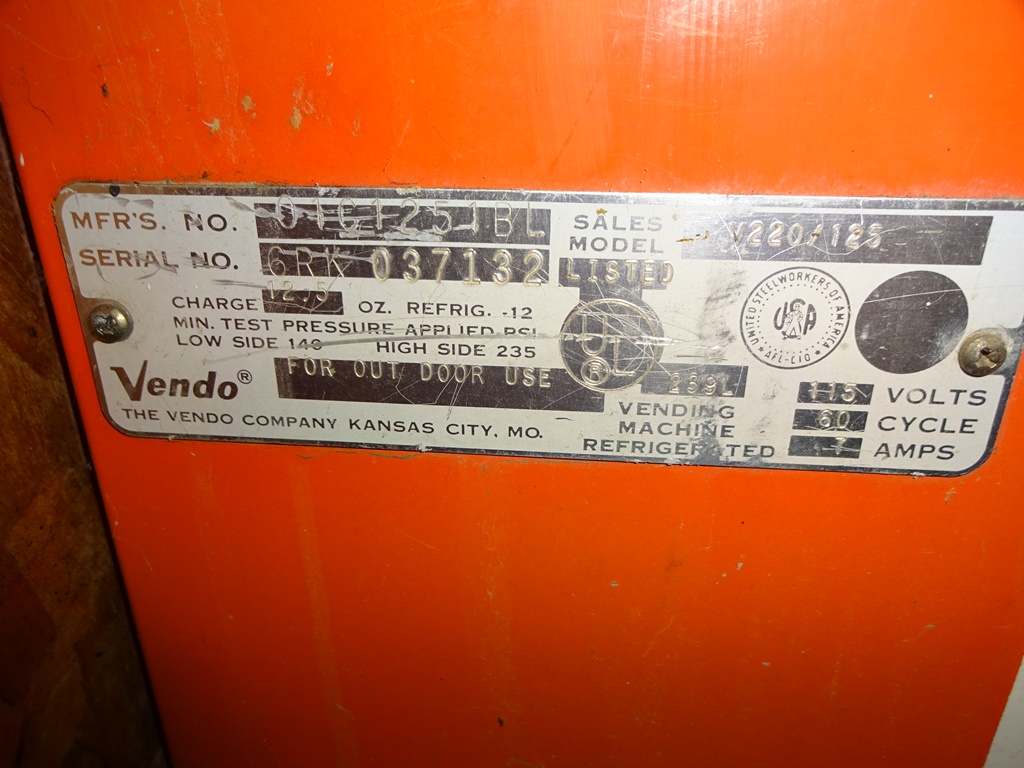 MFR'S. NO. 0101251BL
SALES MODEL V220/125
SERIAL NO. 6RK 037132
LISTED
CHARGE 12.5 OZ. REFRIG. -12
MIN. TEST PRESSURE APPLIED PSI
LOW SIDE 140 HIGH SIDE 235
UL ®
UNITED STEELWORKERS OF AMERICA
AFL-CIO
Vendo®
FOR OUT DOOR USE
239L
THE VENDO COMPANY KANSAS CITY, MO.
VENDING
MACHINE
REFRIGERATED
115 VOLTS
60 CYCLE
7 AMPS